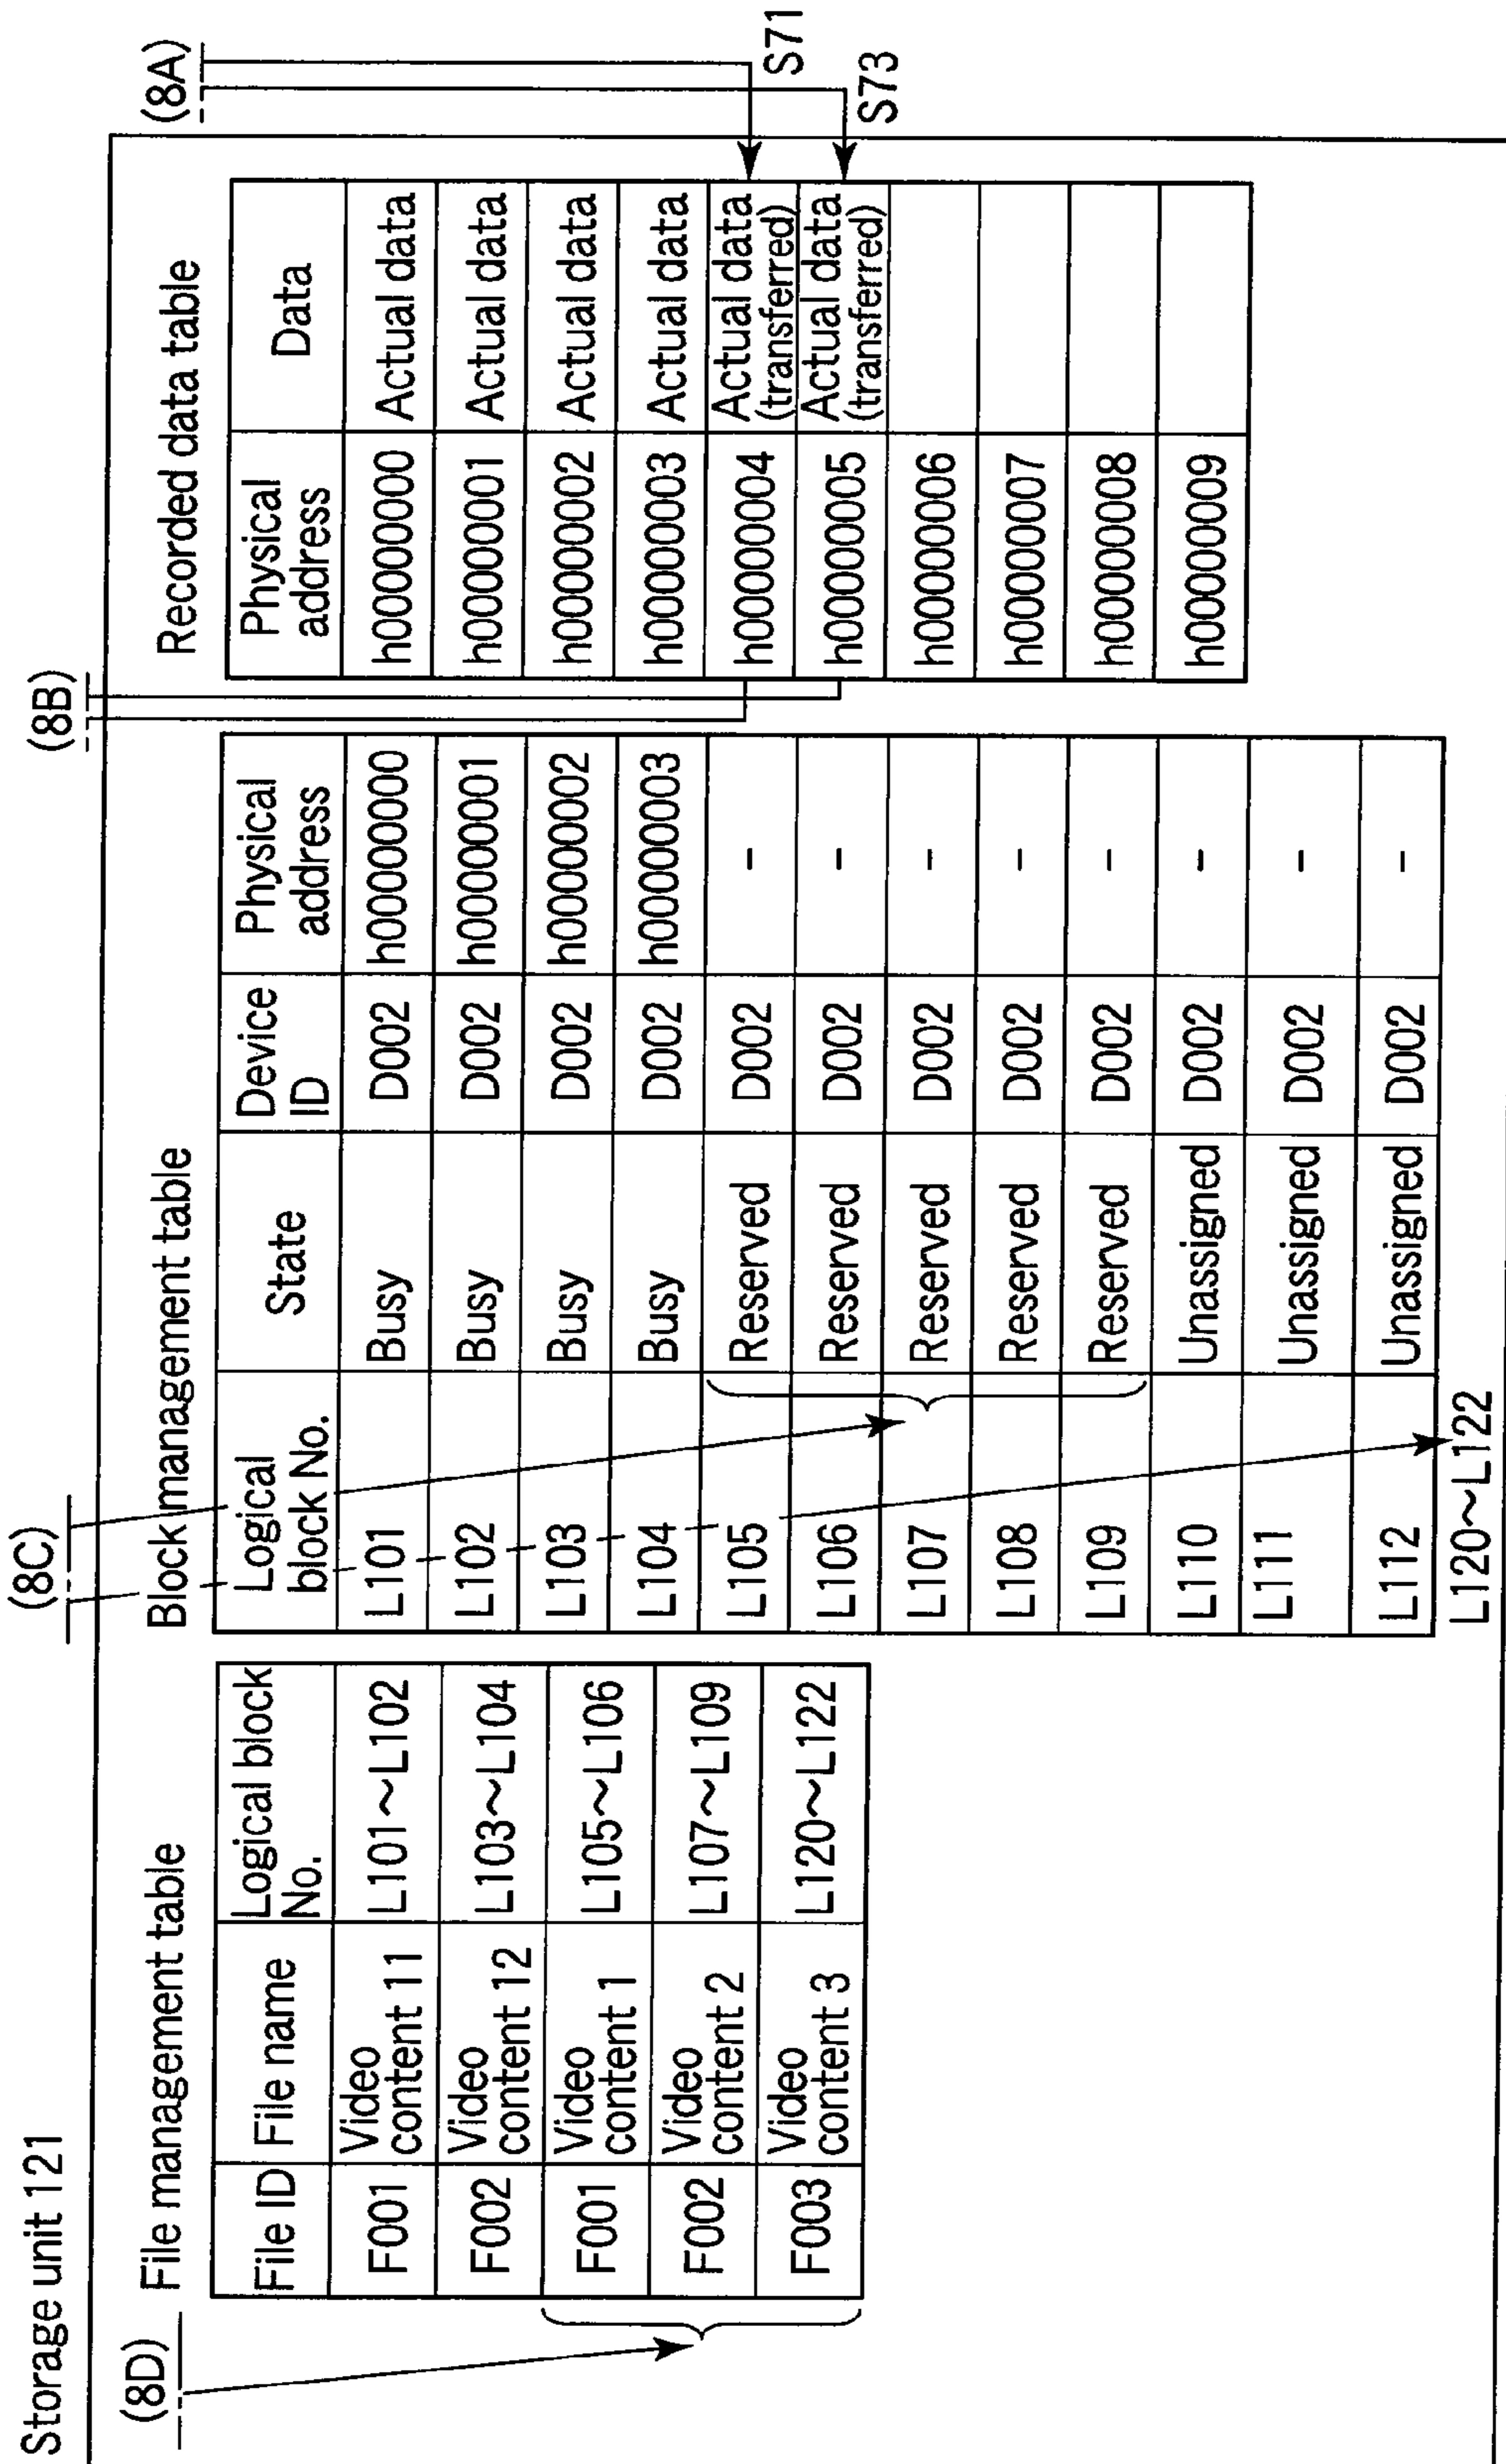 Storage unit 121
(8D)
File management table
File ID File name Logical block No.
F001 Video content 11 L101~L102
F002 Video content 12 L103~L104
F001 Video content 1 L105~L106
F002 Video content 2 L107~L109
F003 Video content 3 L120~L122
(8C)
Block management table
Logical block No. State Device ID Physical address
L101 Busy D002 h00000000
L102 Busy D002 h00000001
L103 Busy D002 h00000002
L104 Busy D002 h00000003
L105 Reserved D002 -
L106 Reserved D002 -
L107 Reserved D002 -
L108 Reserved D002 -
L109 Reserved D002 -
L110 Unassigned D002 -
L111 Unassigned D002 -
L112 Unassigned D002 -
L120~L122
(8B)
Recorded data table
Physical address Data
h00000000 Actual data
h00000001 Actual data
h00000002 Actual data
h00000003 Actual data
h00000004 Actual data (transferred)
h00000005 Actual data (transferred)
h00000006
h00000007
h00000008
h00000009
(8A)
S71
S73